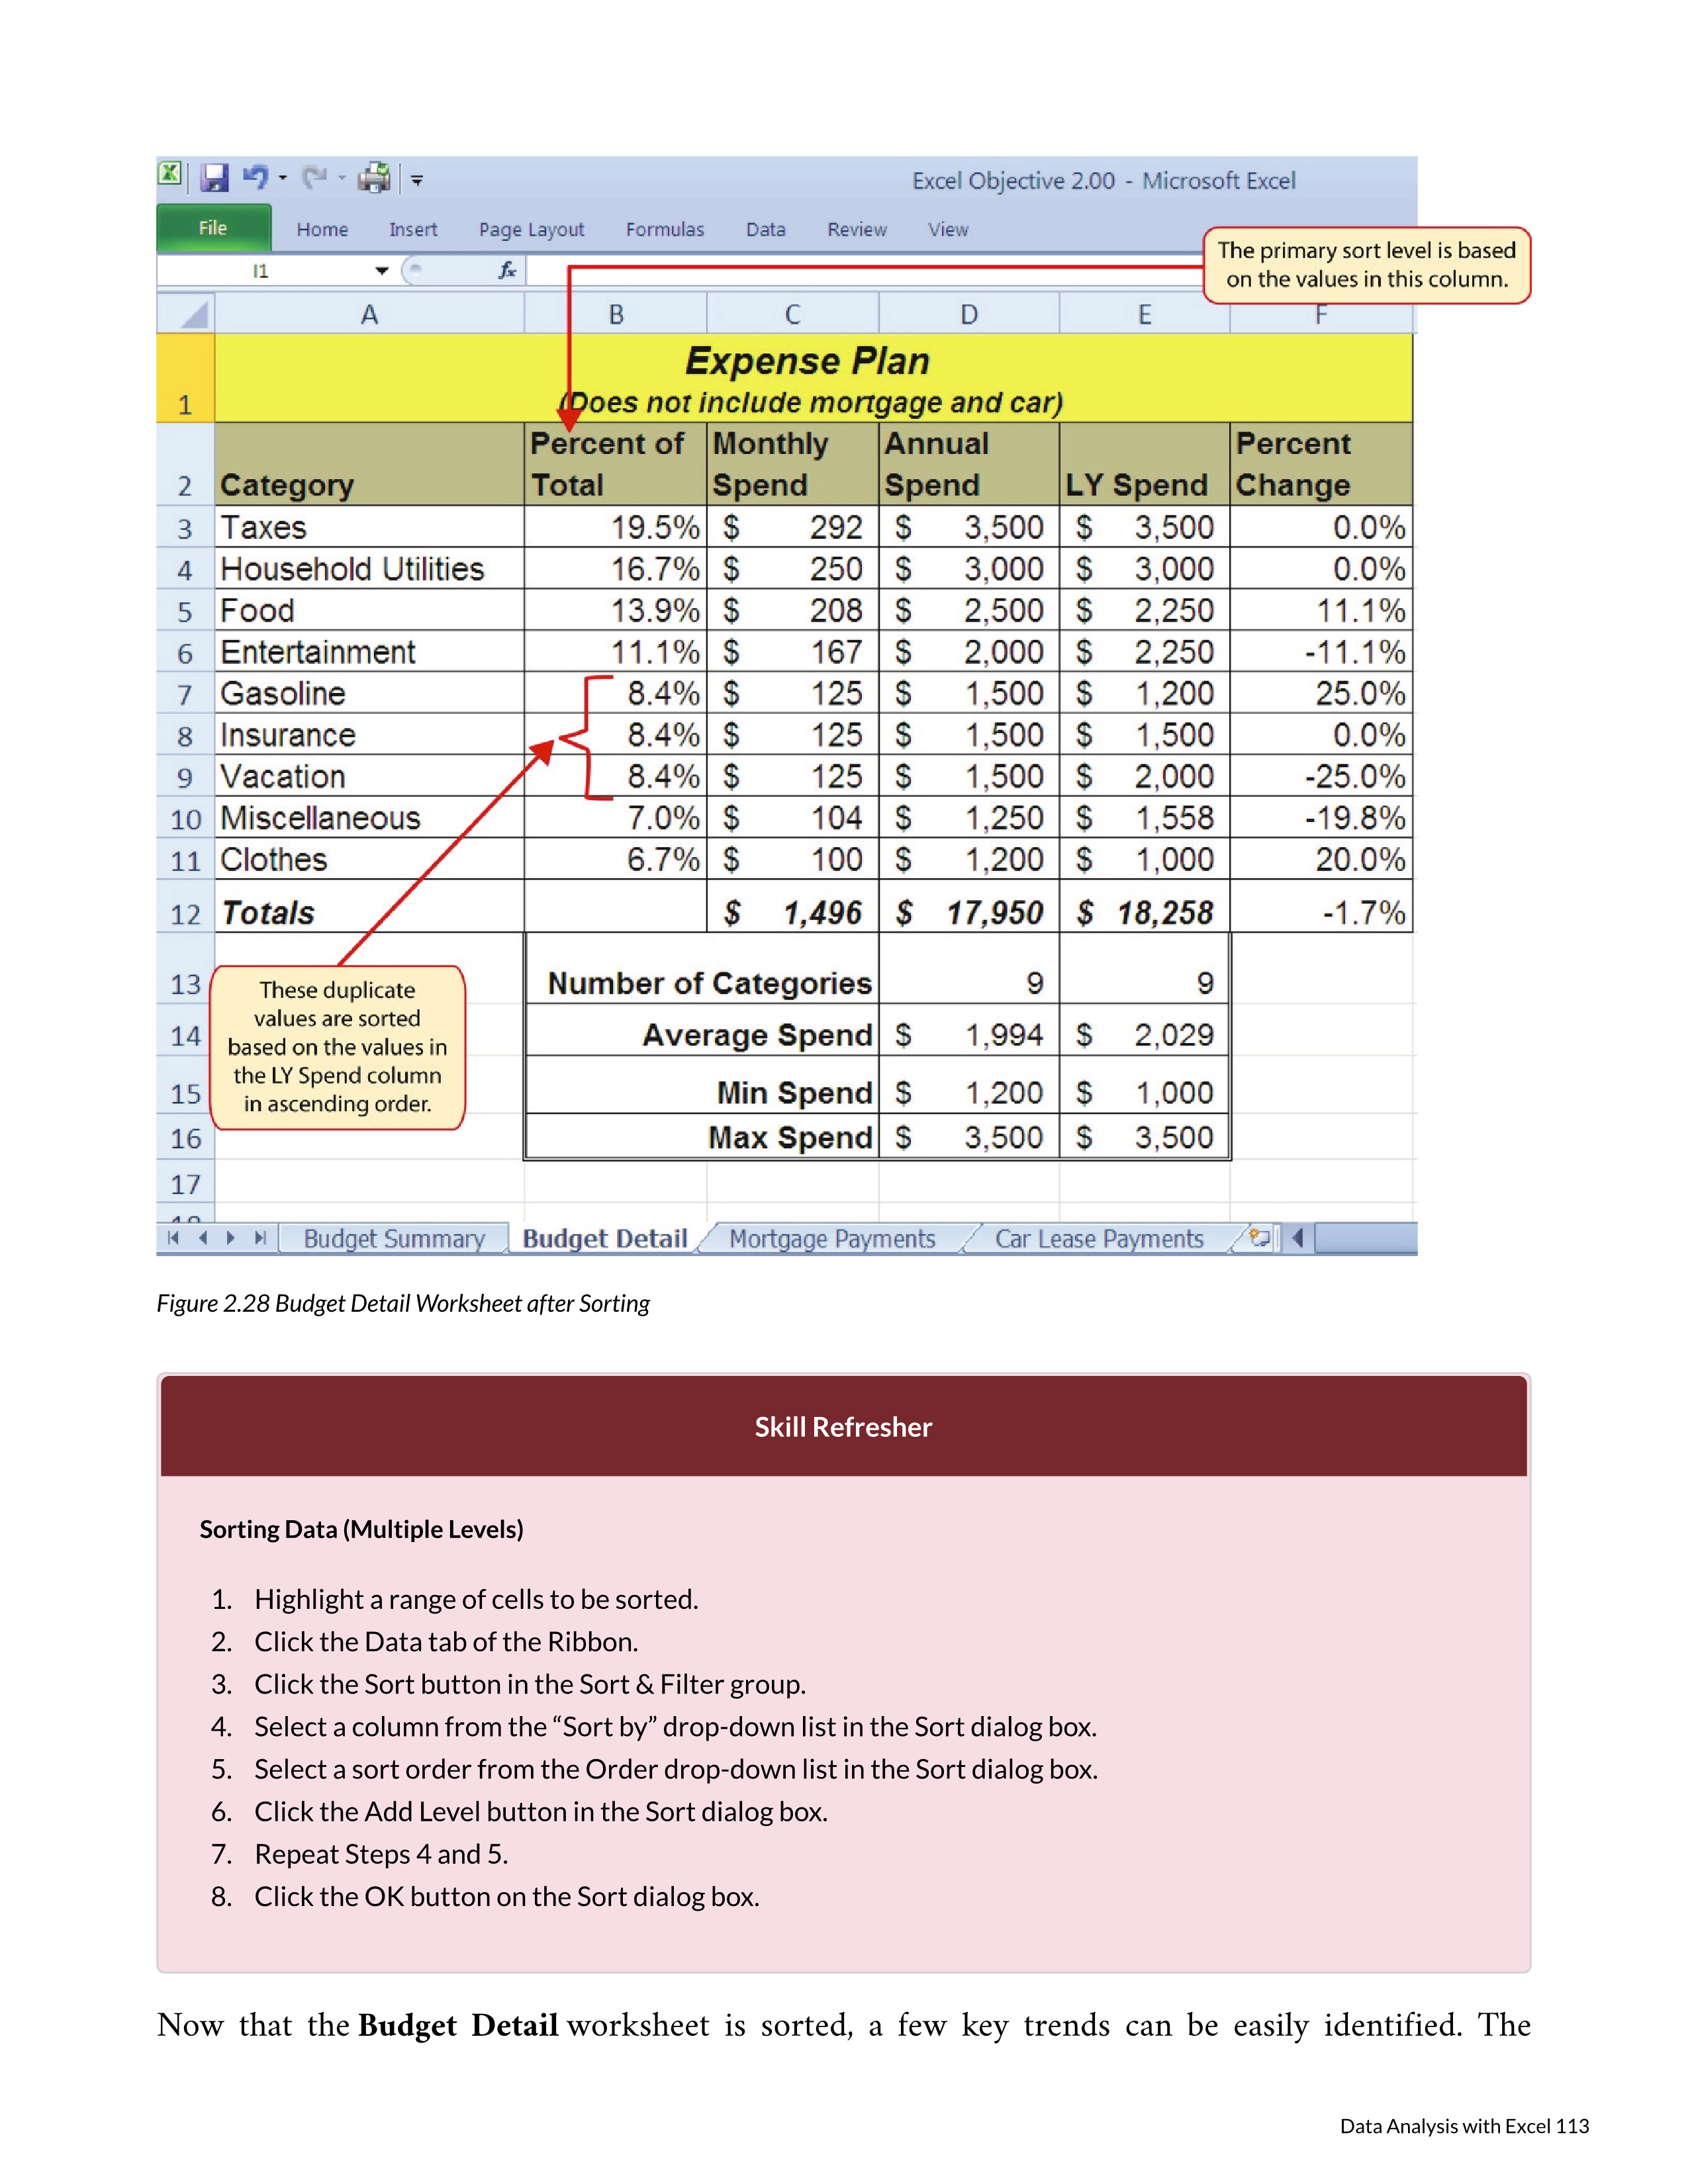 Excel Objective 2.00 - Microsoft Excel
File Home Insert Page Layout Formulas Data Review View
The primary sort level is based
on the values in this column.
I1 fx
A B C D E F
1 Expense Plan
(Does not include mortgage and car)
2 Category Percent of Total Monthly Spend Annual Spend LY Spend Percent Change
3 Taxes 19.5% $ 292 $ 3,500 $ 3,500 0.0%
4 Household Utilities 16.7% $ 250 $ 3,000 $ 3,000 0.0%
5 Food 13.9% $ 208 $ 2,500 $ 2,250 11.1%
6 Entertainment 11.1% $ 167 $ 2,000 $ 2,250 -11.1%
7 Gasoline 8.4% $ 125 $ 1,500 $ 1,200 25.0%
8 Insurance 8.4% $ 125 $ 1,500 $ 1,500 0.0%
9 Vacation 8.4% $ 125 $ 1,500 $ 2,000 -25.0%
10 Miscellaneous 7.0% $ 104 $ 1,250 $ 1,558 -19.8%
11 Clothes 6.7% $ 100 $ 1,200 $ 1,000 20.0%
12 Totals $ 1,496 $ 17,950 $ 18,258 -1.7%
13 Number of Categories 9 9
14 Average Spend $ 1,994 $ 2,029
15 Min Spend $ 1,200 $ 1,000
16 Max Spend $ 3,500 $ 3,500
17
These duplicate
values are sorted
based on the values in
the LY Spend column
in ascending order.
Budget Summary Budget Detail Mortgage Payments Car Lease Payments
Figure 2.28 Budget Detail Worksheet after Sorting
Skill Refresher
Sorting Data (Multiple Levels)
1. Highlight a range of cells to be sorted.
2. Click the Data tab of the Ribbon.
3. Click the Sort button in the Sort & Filter group.
4. Select a column from the “Sort by” drop-down list in the Sort dialog box.
5. Select a sort order from the Order drop-down list in the Sort dialog box.
6. Click the Add Level button in the Sort dialog box.
7. Repeat Steps 4 and 5.
8. Click the OK button on the Sort dialog box.
Now that the Budget Detail worksheet is sorted, a few key trends can be easily identified. The
Data Analysis with Excel 113